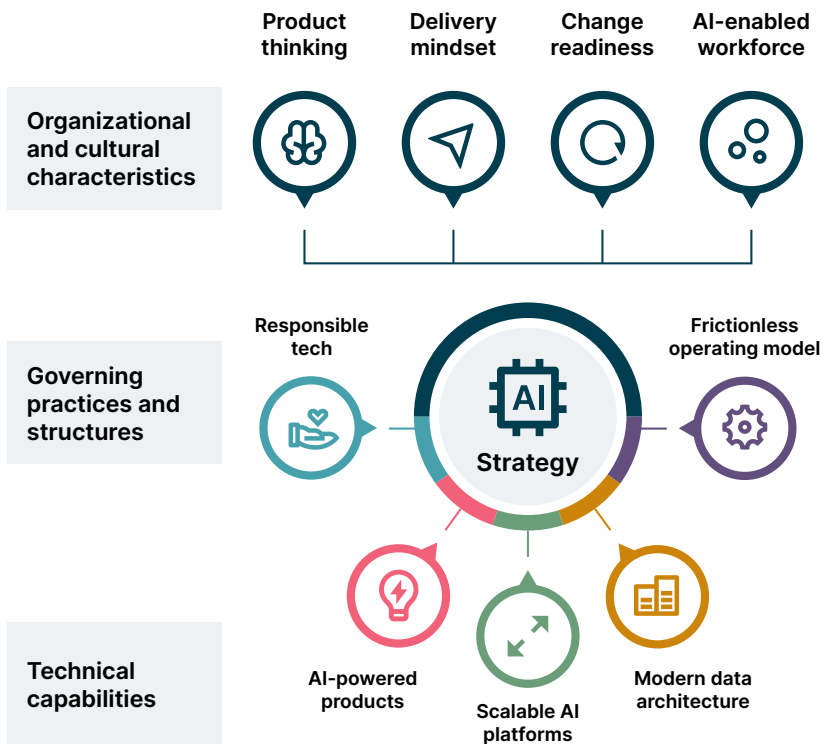 Product
thinking
Delivery
mindset
Change
readiness
AI-enabled
workforce
Organizational
and cultural
characteristics
Responsible
tech
Frictionless
operating model
Governing
practices and
structures
AI
Strategy
AI-powered
products
Scalable AI
platforms
Modern data
architecture
Technical
capabilities